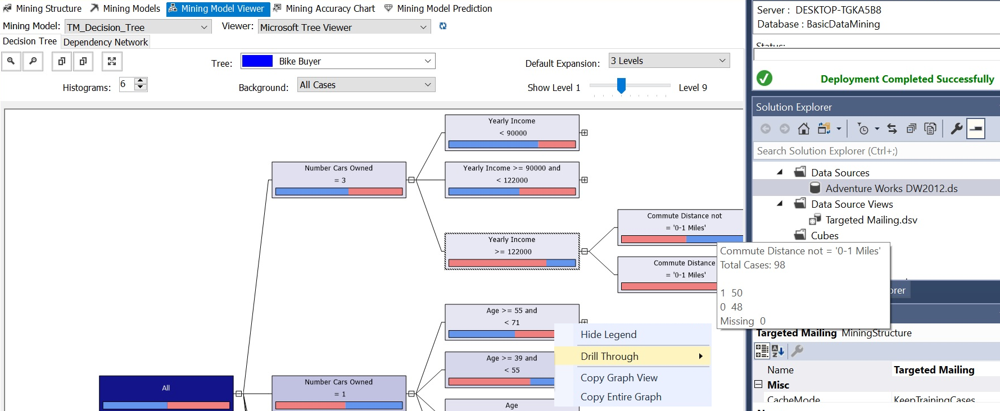 Mining Structure Mining Models Mining Model Viewer Mining Accuracy Chart Mining Model Prediction
Mining Model: TM_Decision_Tree Viewer: Microsoft Tree Viewer
Decision Tree Dependency Network
Tree: Bike Buyer Default Expansion: 3 Levels
Histograms: 6 Background: All Cases Show Level 1 Level 9
Yearly Income
< 90000
Number Cars Owned
= 3
Yearly Income >= 90000 and
< 122000
Yearly Income
>= 122000
Commute Distance not
= '0-1 Miles'
Commute Distance
= '0-1 Miles'
Commute Distance not = '0-1 Miles'
Total Cases: 98
1 50
0 48
Missing 0
Age >= 55 and
< 71
Age >= 39 and
< 55
Age
All
Number Cars Owned
= 1
Hide Legend
Drill Through
Copy Graph View
Copy Entire Graph
Server : DESKTOP-TGKA5B8
Database : BasicDataMining
Status:
Deployment Completed Successfully
Solution Explorer
Search Solution Explorer (Ctrl+;)
Data Sources
Adventure Works DW2012.ds
Data Source Views
Targeted Mailing.dsv
Cubes
orer
Targeted Mailing MiningStructure
Name Targeted Mailing
Misc
CacheMode KeepTrainingCases